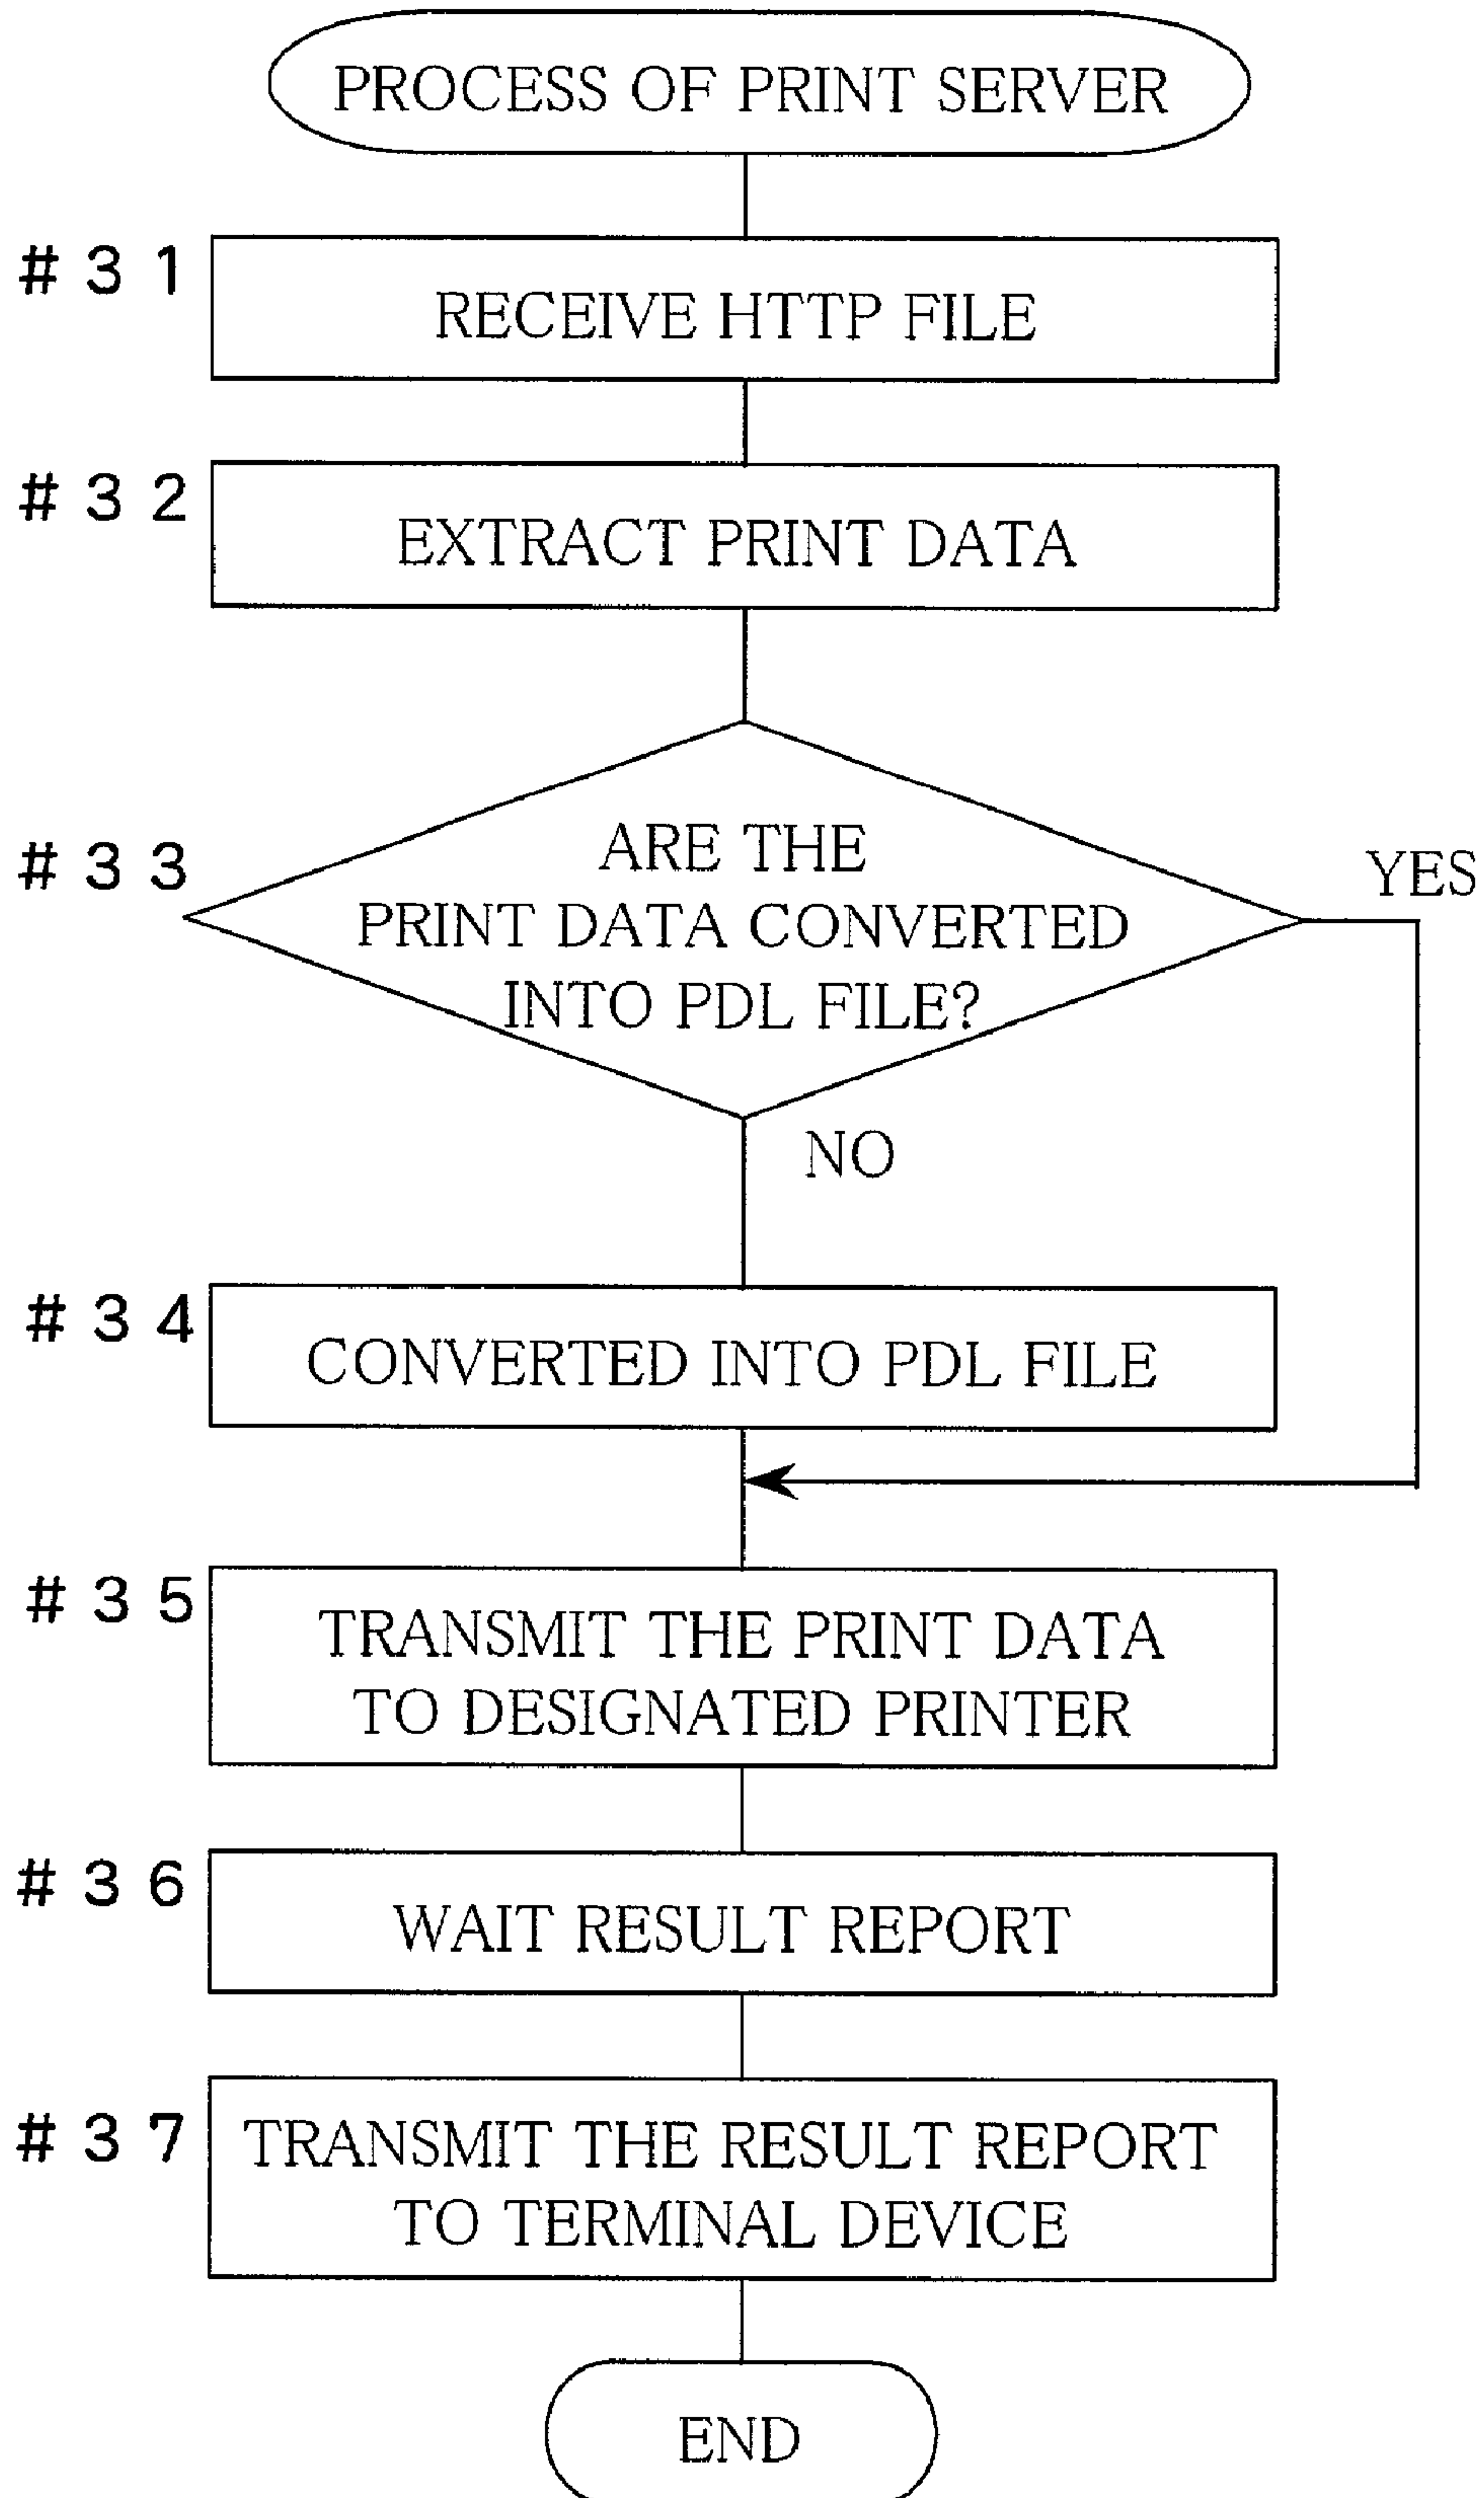 PROCESS OF PRINT SERVER
#31
RECEIVE HTTP FILE
#32
EXTRACT PRINT DATA
#33
ARE THE
PRINT DATA CONVERTED
INTO PDL FILE?
YES
NO
#34
CONVERTED INTO PDL FILE
#35
TRANSMIT THE PRINT DATA
TO DESIGNATED PRINTER
#36
WAIT RESULT REPORT
#37
TRANSMIT THE RESULT REPORT
TO TERMINAL DEVICE
END